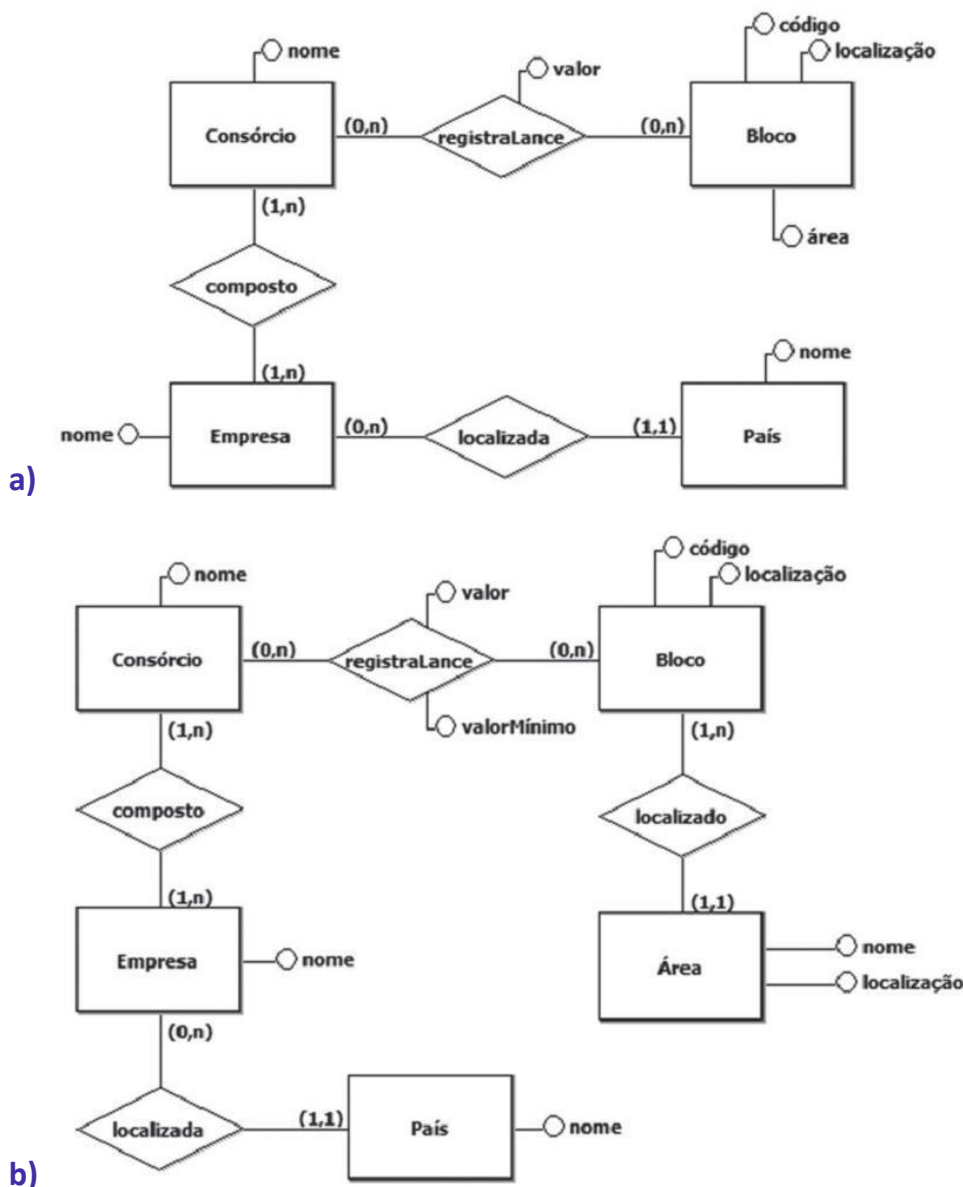 código
nome
localização
valor
Consórcio (0,n) registraLance (0,n) Bloco
(1,n)
área
composto
nome
(1,n)
nome Empresa (0,n) localizada (1,1) País
a)
código
nome
valor
localização
Consórcio (0,n) registraLance (0,n) Bloco
valorMínimo
(1,n) (1,n)
composto localizado
(1,n) (1,1)
Empresa nome Área nome
localização
(0,n)
localizada (1,1) País nome
b)